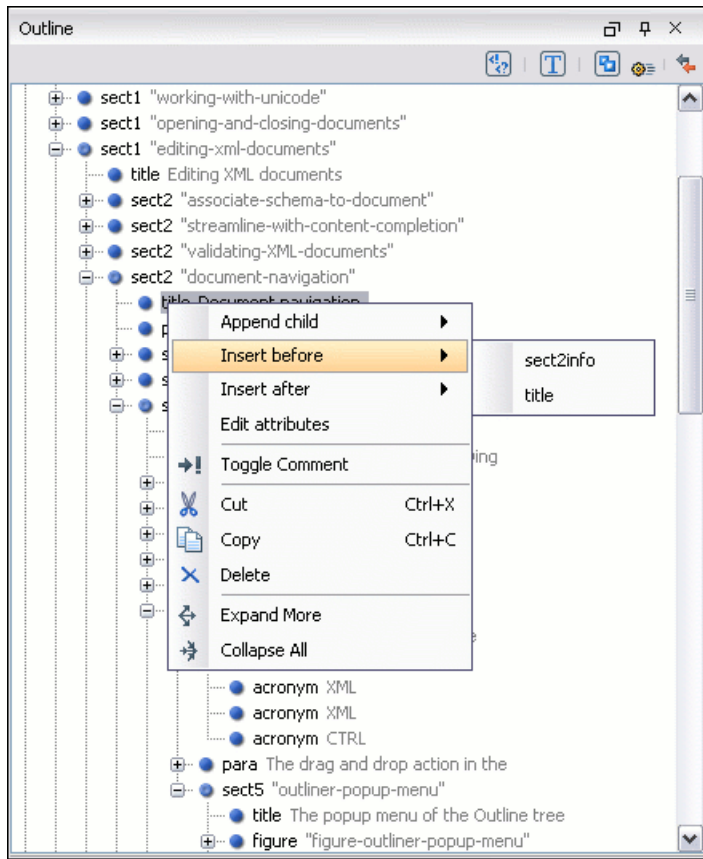 Outline
sect1 "working-with-unicode"
sect1 "opening-and-closing-documents"
sect1 "editing-xml-documents"
title Editing XML documents
sect2 "associate-schema-to-document"
sect2 "streamline-with-content-completion"
sect2 "validating-XML-documents"
sect2 "document-navigation"
title Document navigation
Append child
Insert before
sect2info
Insert after
title
Edit attributes
Toggle Comment
Cut Ctrl+X
Copy Ctrl+C
Delete
Expand More
Collapse All
acronym XML
acronym XML
acronym CTRL
para The drag and drop action in the
sect5 "outliner-popup-menu"
title The popup menu of the Outline tree
figure "figure-outliner-popup-menu"